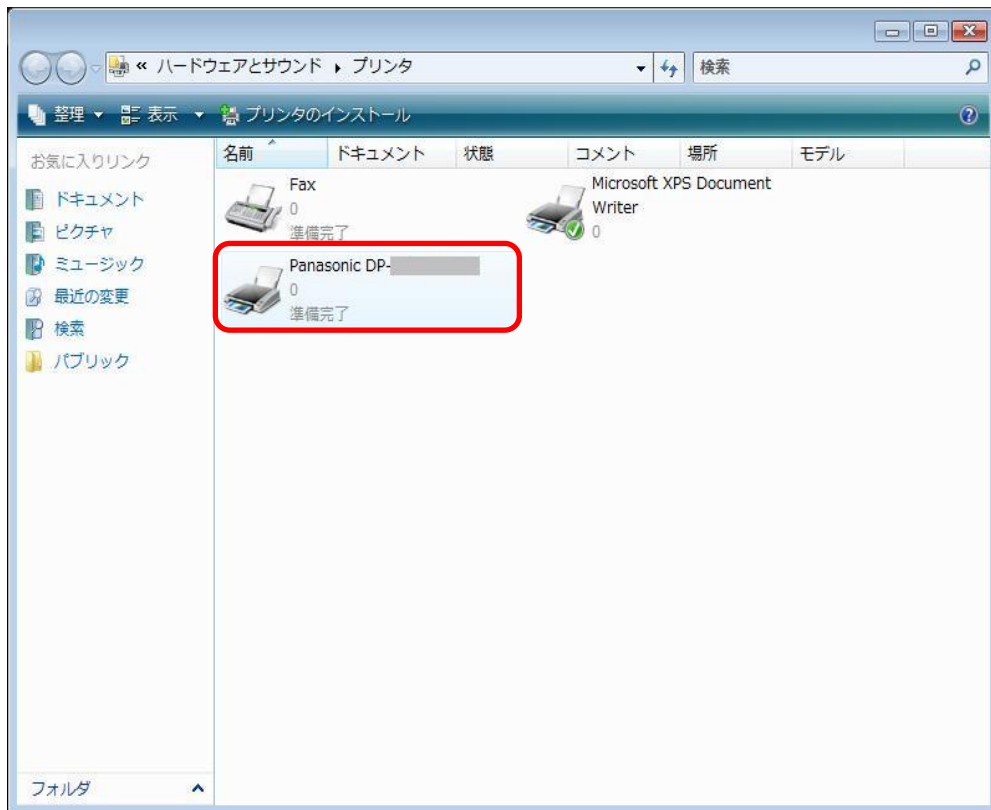 « ハードウェアとサウンド ▸ プリンタ
検索
整理 表示 プリンタのインストール
お気に入りリンク
ドキュメント
ピクチャ
ミュージック
最近の変更
検索
パブリック
フォルダ
名前 ドキュメント 状態 コメント 場所 モデル
Fax
0
準備完了
Microsoft XPS Document
Writer
0
Panasonic DP-
0
準備完了